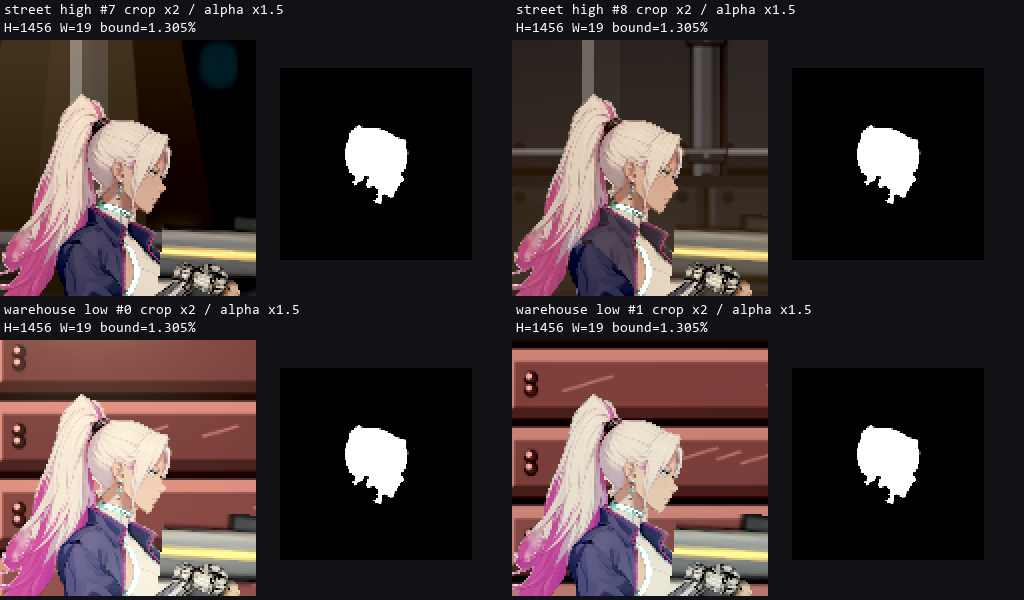 street high #7 crop x2 / alpha x1.5
H=1456 W=19 bound=1.305%
street high #8 crop x2 / alpha x1.5
H=1456 W=19 bound=1.305%
warehouse low #0 crop x2 / alpha x1.5
H=1456 W=19 bound=1.305%
warehouse low #1 crop x2 / alpha x1.5
H=1456 W=19 bound=1.305%